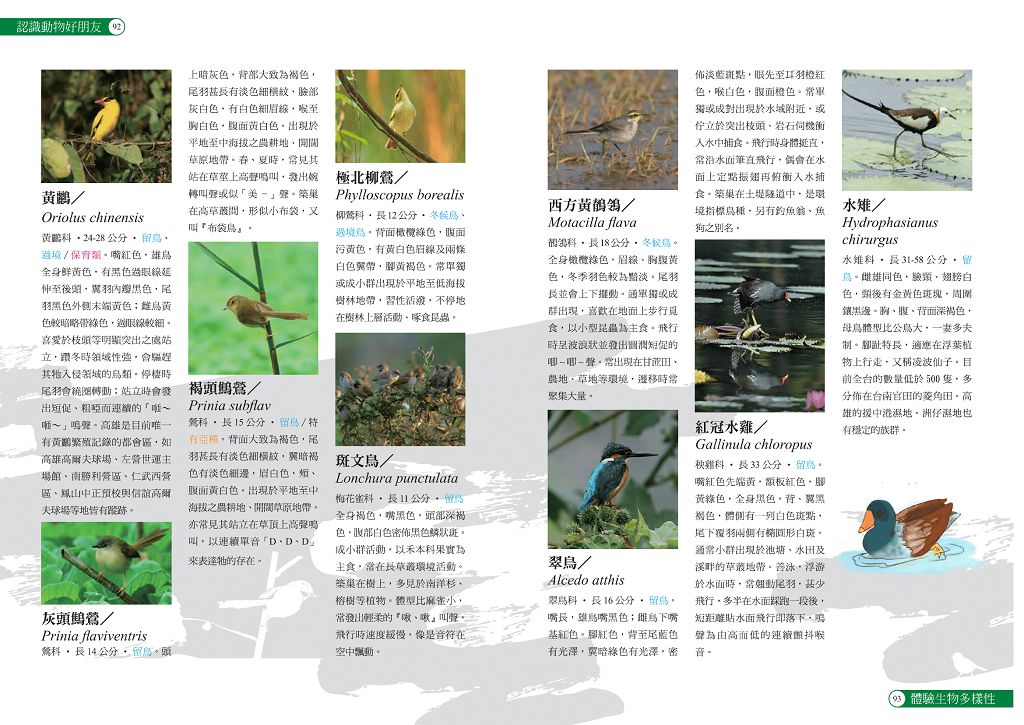 認識動物好朋友 92
黃鸝／
Oriolus chinensis
黃鸝科 ‧24-28 公分 ‧ 留鳥、
過境 / 保育類。嘴紅色，雄鳥
全身鮮黃色，有黑色過眼線延
伸至後頭，翼羽內瓣黑色，尾
羽黑色外側末端黃色；雌鳥黃
色較暗略帶綠色，過眼線較細。
喜愛於枝頭等明顯突出之處站
立，躓冬時領域性強，會驅趕
其牠入侵領域的鳥類。停棲時
尾羽會繞圈轉動；站立時會發
出短促、粗啞而連續的「咂～
咂～」鳴聲。高雄是目前唯一
有黃鸝繁殖記錄的都會區，如
高雄高爾夫球場、左營世運主
場館、南勝利營區、仁武西營
區、鳳山中正預校與信誼高爾
夫球場等地皆有蹤跡。
灰頭鷦鶯／
Prinia flaviventris
鶯科 ‧ 長 14 公分 ‧ 留鳥。頭
上暗灰色，背部大致為褐色，
尾羽甚長有淡色細橫紋，臉部
灰白色，有白色細眉線，喉至
胸白色，腹面黃白色。出現於
平地至中海拔之農耕地、開闊
草原地帶。春、夏時，常見其
站在草莖上高聲鳴叫，發出婉
轉叫聲或似「美－」聲。築巢
在高草叢間，形似小布袋，又
叫『布袋鳥』。
褐頭鷦鶯／
Prinia subflav
鶯科 ‧ 長 15 公分 ‧ 留鳥 / 特
有亞種，背面大致為褐色，尾
羽甚長有淡色細橫紋，翼暗褐
色有淡色細邊，眉白色，頰、
腹面黃白色，出現於平地至中
海拔之農耕地、開闊草原地帶。
亦常見其站立在草頂上高聲鳴
叫，以連續單音「D、D、D」
來表達牠的存在。
極北柳鶯／
Phylloscopus borealis
柳鶯科 ‧ 長 12 公分 ‧ 冬候鳥、
過境鳥。背面橄欖綠色，腹面
污黃色，有黃白色眉線及兩條
白色翼帶，腳黃褐色。常單獨
或成小群出現於平地至低海拔
樹林地帶，習性活潑，不停地
在樹林上層活動、啄食昆蟲。
斑文鳥／
Lonchura punctulata
梅花雀科 ‧ 長 11 公分 ‧ 留鳥
全身褐色，嘴黑色，頭部深褐
色，腹部白色密佈黑色鱗狀斑。
成小群活動，以禾本科果實為
主食，常在長草叢環境活動。
築巢在樹上，多見於南洋杉、
榕樹等植物。體型比麻雀小，
常發出輕柔的『啾、啾』叫聲，
飛行時速度緩慢，像是音符在
空中飄動。
西方黃鶺鴒／
Motacilla flava
鶺鴒科 ‧ 長 18 公分 ‧ 冬候鳥。
全身橄欖綠色，眉線、胸腹黃
色，冬季羽色較為黯淡。尾羽
長並會上下擺動。通單獨或成
群出現，喜歡在地面上步行覓
食，以小型昆蟲為主食。飛行
時呈波浪狀並發出圓潤短促的
唧～唧～聲。常出現在甘蔗田、
農地、草地等環境，遷移時常
聚集大量。
翠鳥／
Alcedo atthis
翠鳥科 ‧ 長 16 公分 ‧ 留鳥。
嘴長，雄鳥嘴黑色；雌鳥下嘴
基紅色。腳紅色，背至尾藍色
有光澤，翼暗綠色有光澤，密
佈淡藍斑點，眼先至耳羽橙紅
色，喉白色，腹面橙色。常單
獨或成對出現於水域附近，或
佇立於突出枝頭、岩石伺機衝
入水中捕食。飛行時身體挺直，
常沿水面筆直飛行，偶會在水
面上定點振翅再俯衝入水捕
食。築巢在土堤隧道中，是環
境指標鳥種，另有釣魚翁、魚
狗之別名。
紅冠水雞／
Gallinula chloropus
秧雞科 ‧ 長 33 公分 ‧ 留鳥。
嘴紅色先端黃，額板紅色，腳
黃綠色，全身黑色，背、翼黑
褐色，體側有一列白色斑點，
尾下覆羽兩側有橢圓形白斑。
通常小群出現於池塘、水田及
溪畔的草叢地帶。善泳，浮游
於水面時，常翹動尾羽，甚少
飛行，多半在水面踩跑一段後，
短距離貼水面飛行即落下，鳴
聲為由高而低的連續顫抖喉
音。
水雉／
Hydrophasianus
chirurgus
水雉科 ‧ 長 31-58 公分 ‧ 留
鳥。雌雄同色，臉頰、翅膀白
色，頸後有金黃色斑塊，周圍
鑲黑邊。胸、腹、背面深褐色，
母鳥體型比公鳥大，一妻多夫
制。腳趾特長，適應在浮葉植
物上行走，又稱凌波仙子。目
前全台的數量低於 500 隻，多
分佈在台南官田的菱角田。高
雄的援中港濕地、洲仔濕地也
有穩定的族群。
93 體驗生物多樣性